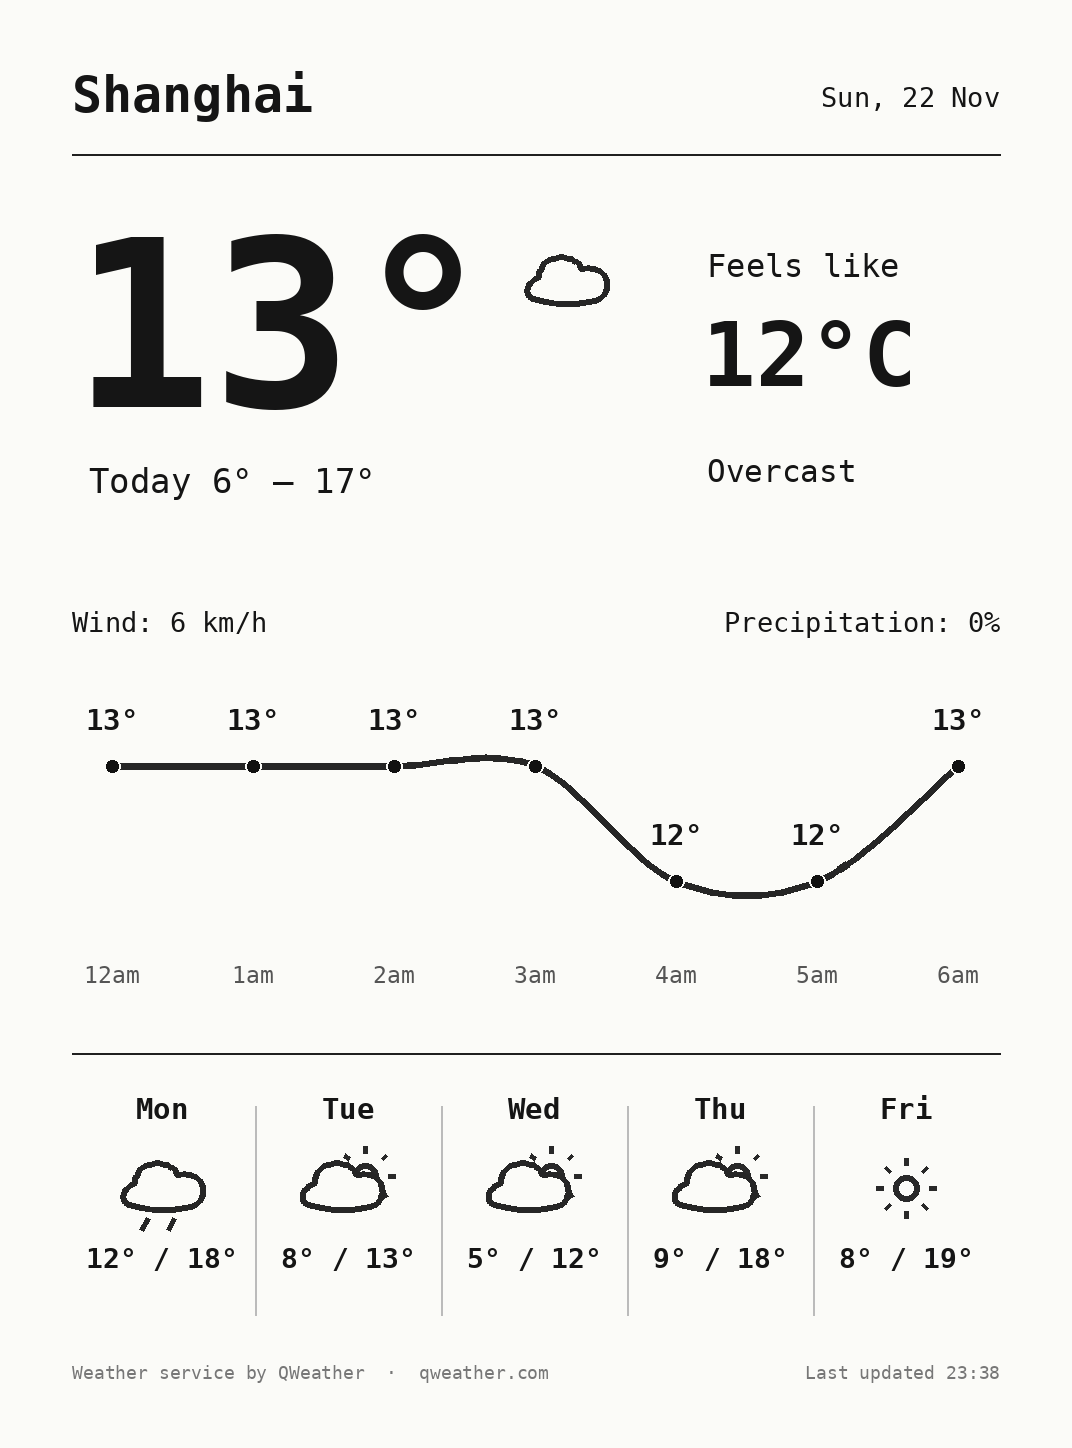 Shanghai
Sun, 22 Nov
13°
Feels like
12°C
Today 6° — 17°
Overcast
Wind: 6 km/h
Precipitation: 0%
13° 13° 13° 13° 12° 12° 13°
12am 1am 2am 3am 4am 5am 6am
Mon Tue Wed Thu Fri
12° / 18° 8° / 13° 5° / 12° 9° / 18° 8° / 19°
Weather service by QWeather · qweather.com
Last updated 23:38